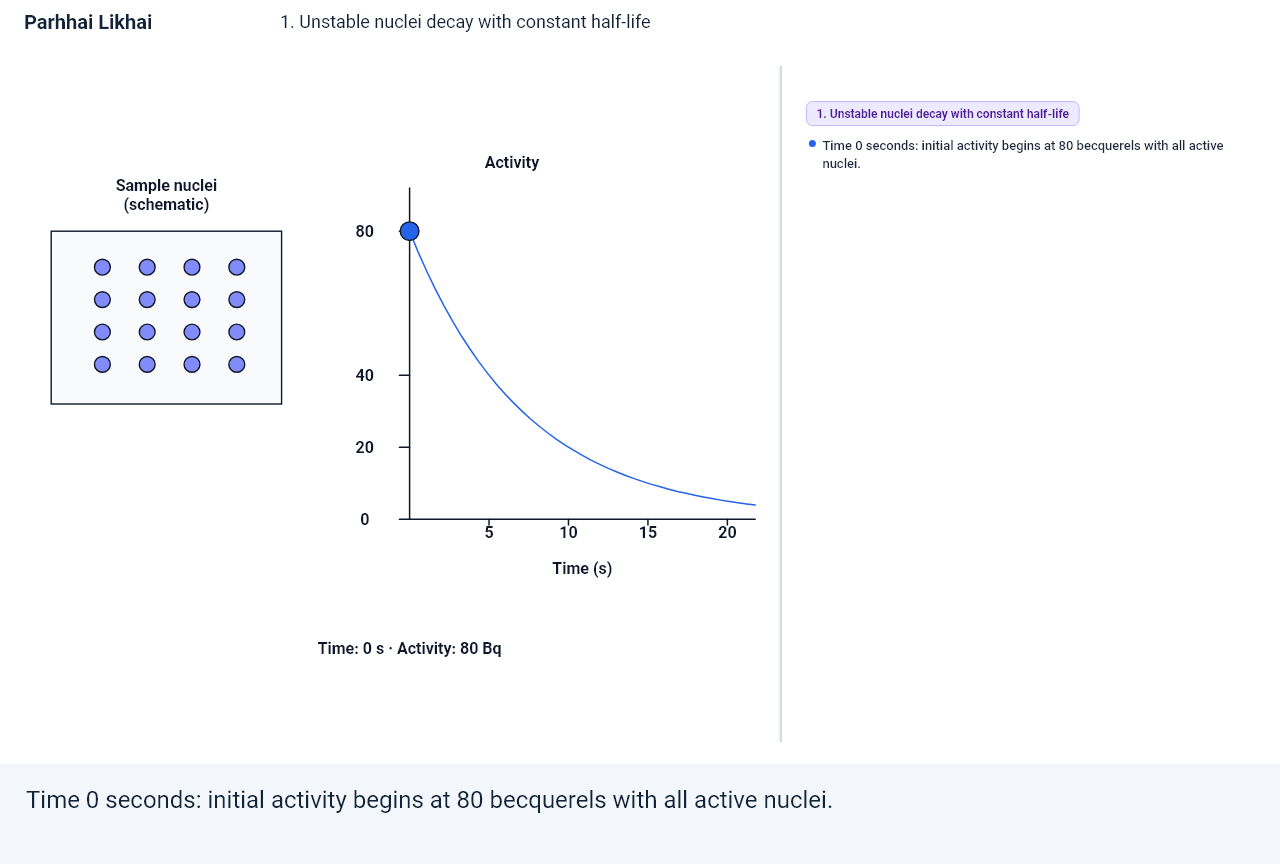 Parhhai Likhai
1. Unstable nuclei decay with constant half-life
Sample nuclei
(schematic)
Activity
80
40
20
0
5 10 15 20
Time (s)
Time: 0 s · Activity: 80 Bq
1. Unstable nuclei decay with constant half-life
Time 0 seconds: initial activity begins at 80 becquerels with all active
nuclei.
Time 0 seconds: initial activity begins at 80 becquerels with all active nuclei.